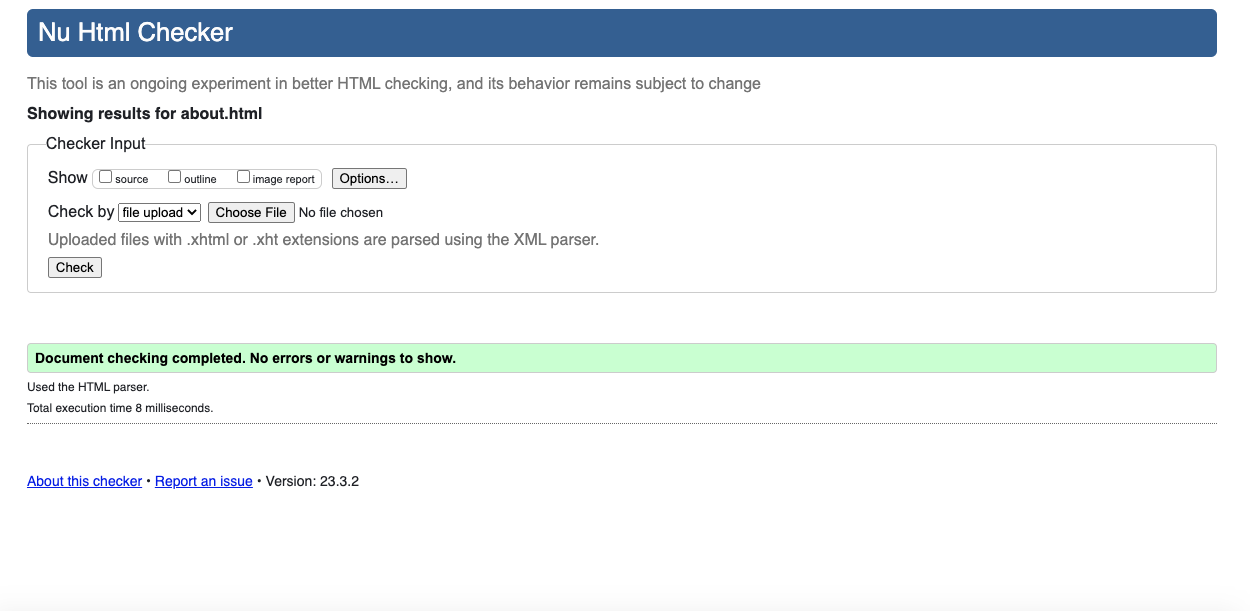 Nu Html Checker
This tool is an ongoing experiment in better HTML checking, and its behavior remains subject to change
Showing results for about.html
Checker Input
Show source outline image report Options…
Check by file upload Choose File No file chosen
Uploaded files with .xhtml or .xht extensions are parsed using the XML parser.
Check
Document checking completed. No errors or warnings to show.
Used the HTML parser.
Total execution time 8 milliseconds.
About this checker • Report an issue • Version: 23.3.2